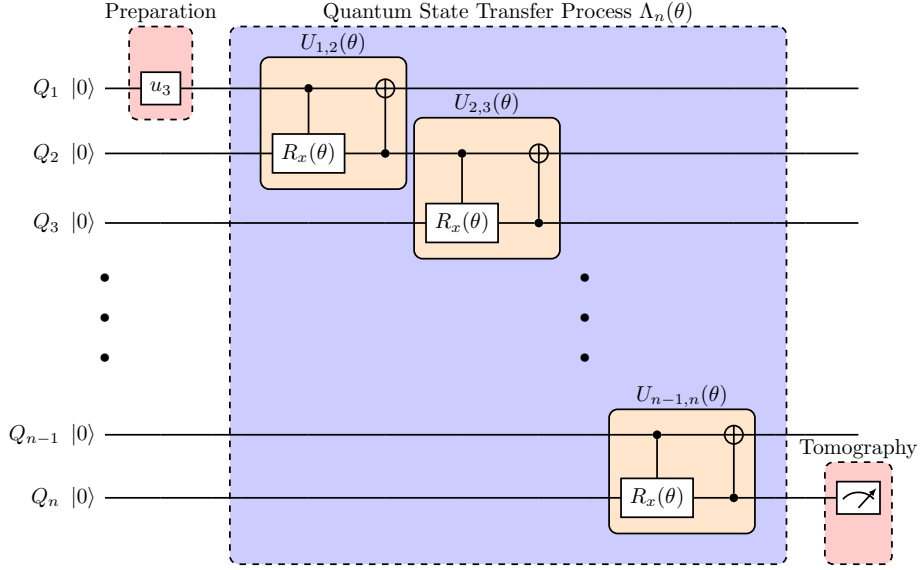 Preparation
Quantum State Transfer Process Λₙ(θ)
U₁,₂(θ)
Q₁ |0⟩ u₃
U₂,₃(θ)
Q₂ |0⟩ Rₓ(θ)
Q₃ |0⟩ Rₓ(θ)
Uₙ₋₁,ₙ(θ)
Qₙ₋₁ |0⟩
Tomography
Qₙ |0⟩ Rₓ(θ)